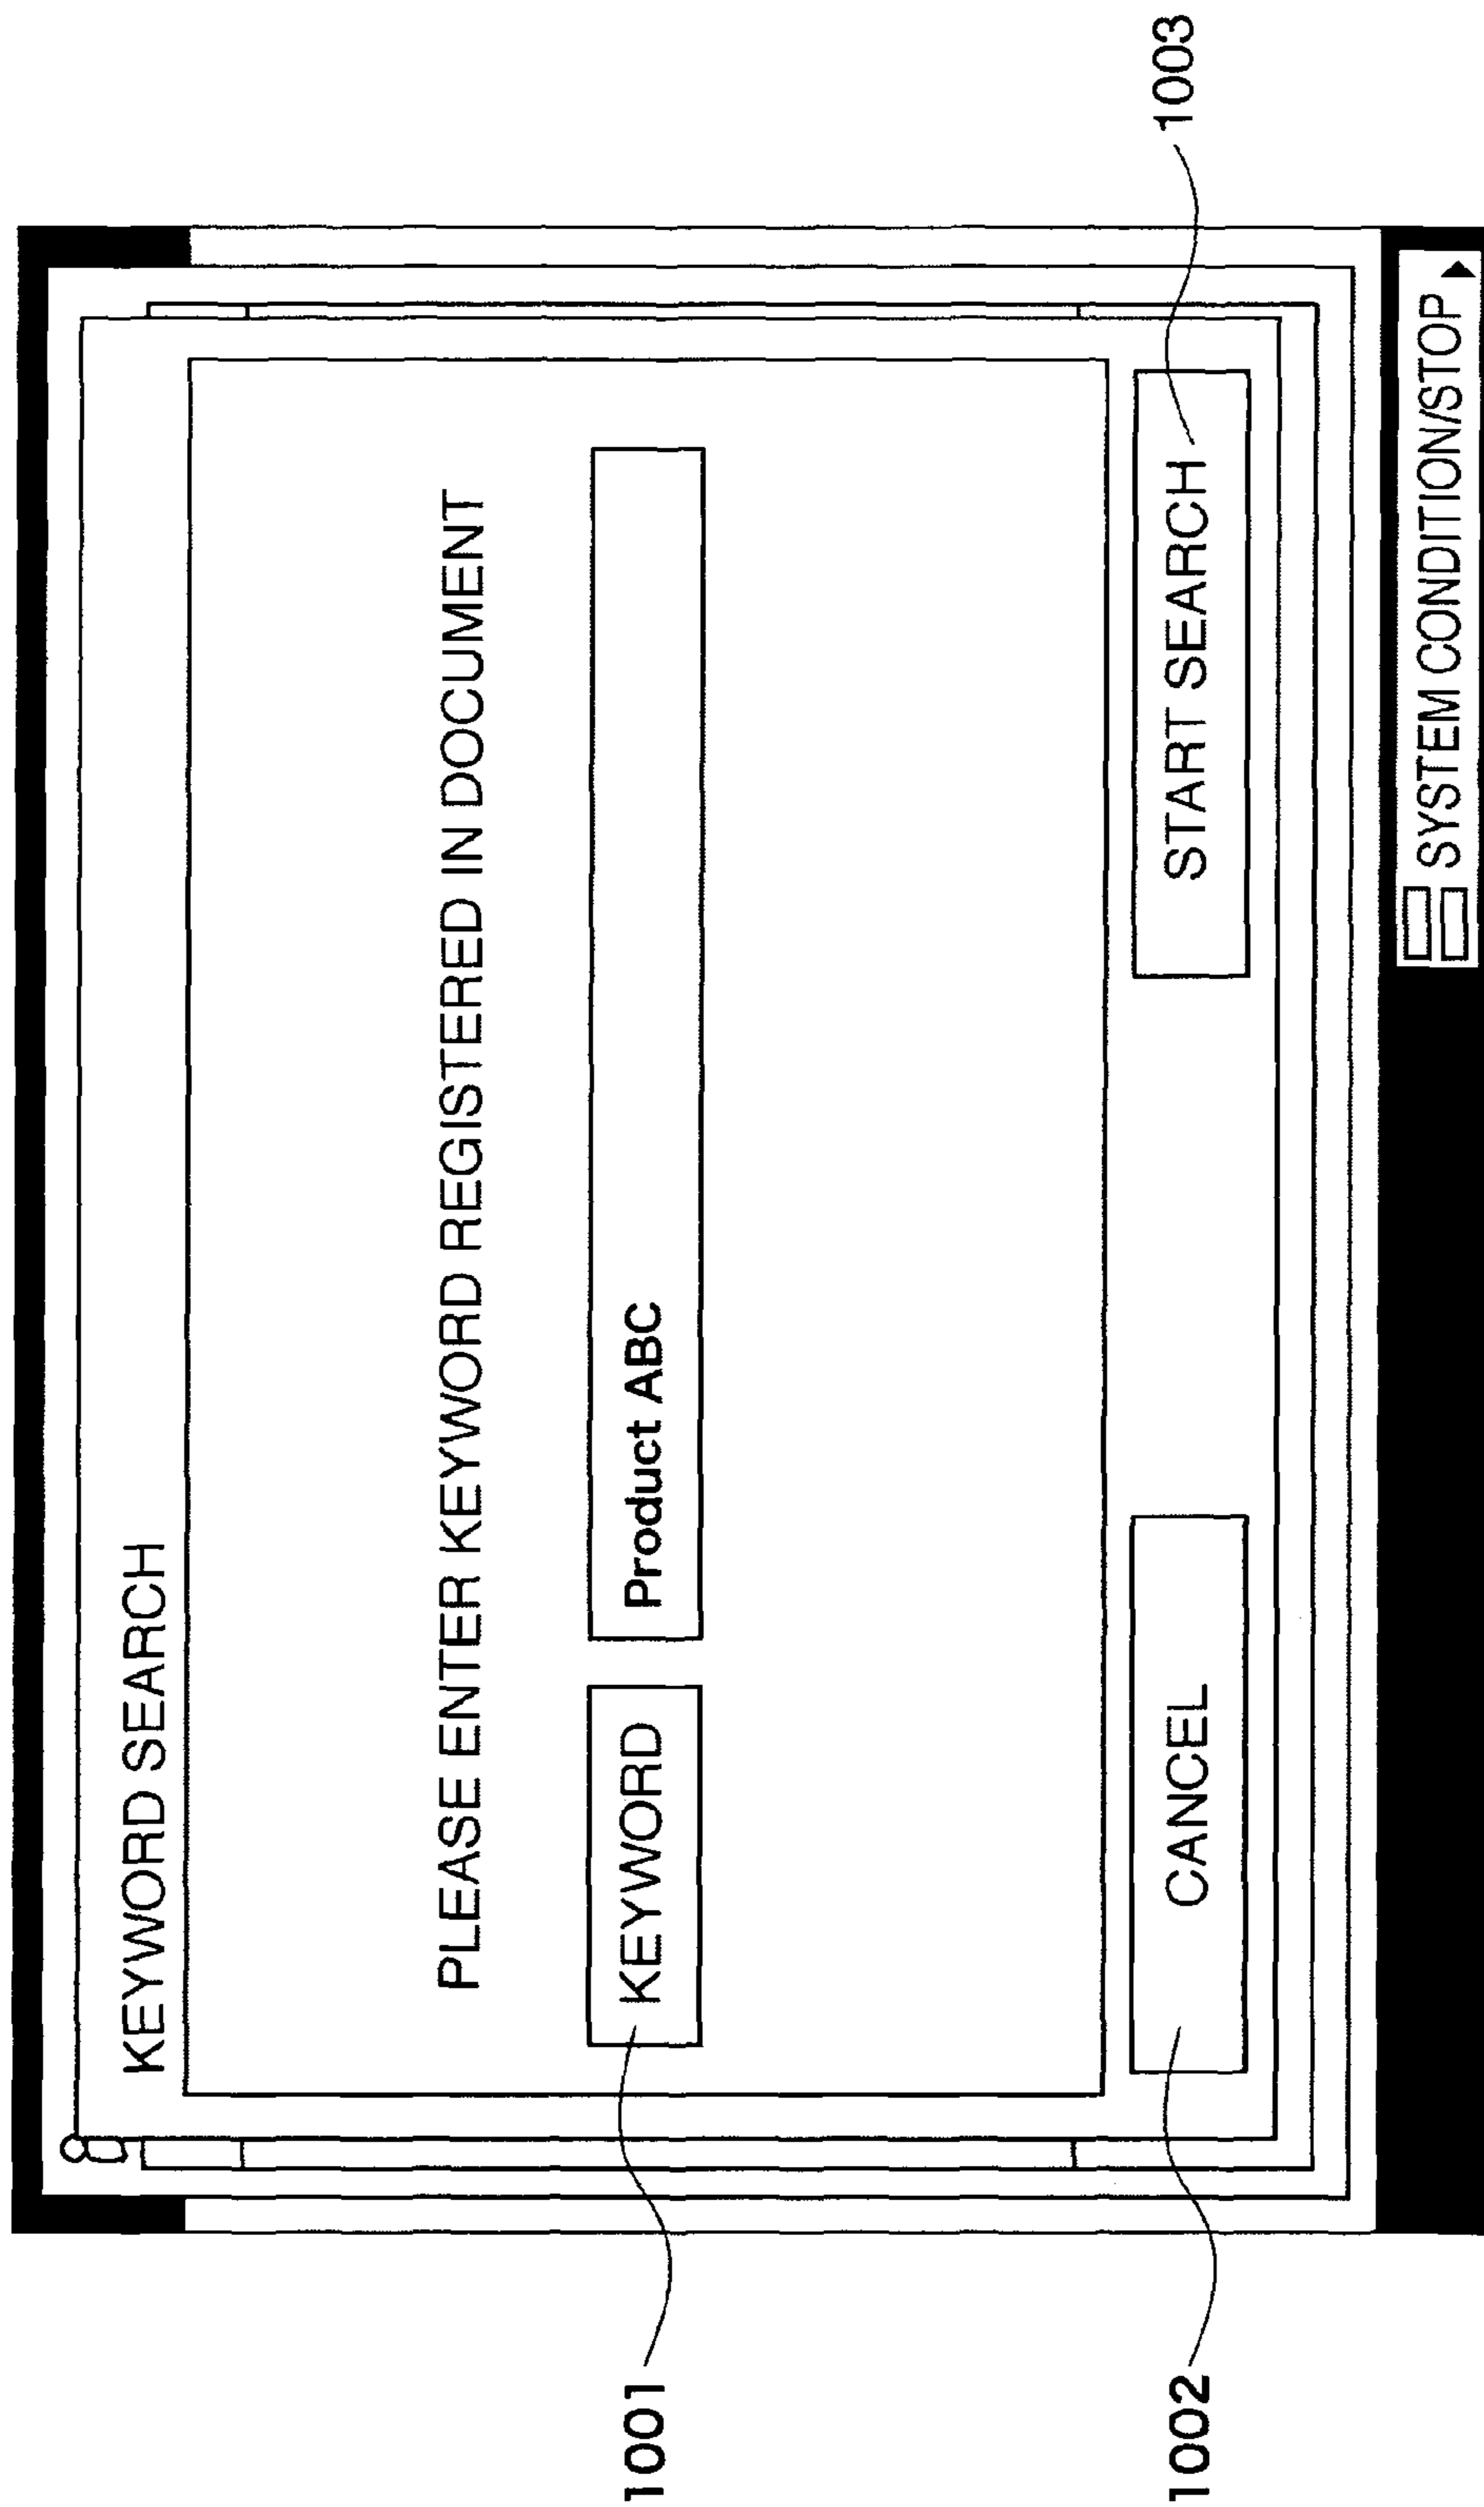 KEYWORD SEARCH
PLEASE ENTER KEYWORD REGISTERED IN DOCUMENT
1001
KEYWORD
Product ABC
1002
CANCEL
START SEARCH
1003
SYSTEM CONDITION/STOP